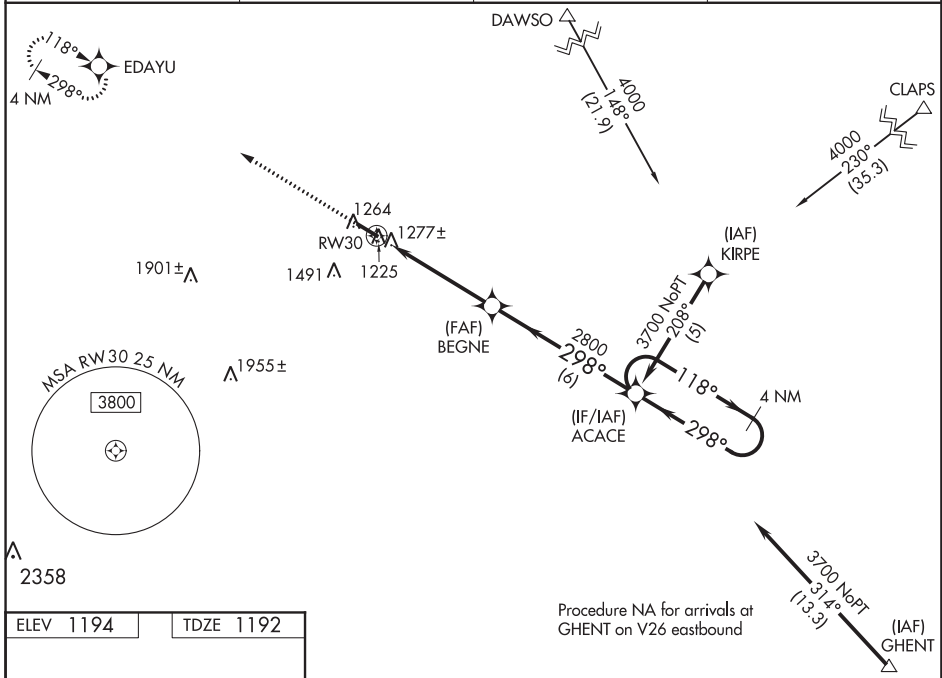 DAWSO
118°
EDAYU
298°
4 NM
4000
148°
(21.9)
CLAPS
4000
230°
(35.3)
1264
RW30
1277±
1225
1491
1901±
(IAF)
KIRPE
3700 NoPT
208°
(5)
(FAF)
BEGNE
2800
298°
(6)
118°
4 NM
298°
(IF/IAF)
ACACE
1955±
MSA RW30 25 NM
3800
2358
3700 NoPT
314°
(13.3)
(IAF)
GHENT
Procedure NA for arrivals at
GHENT on V26 eastbound
ELEV 1194
TDZE 1192